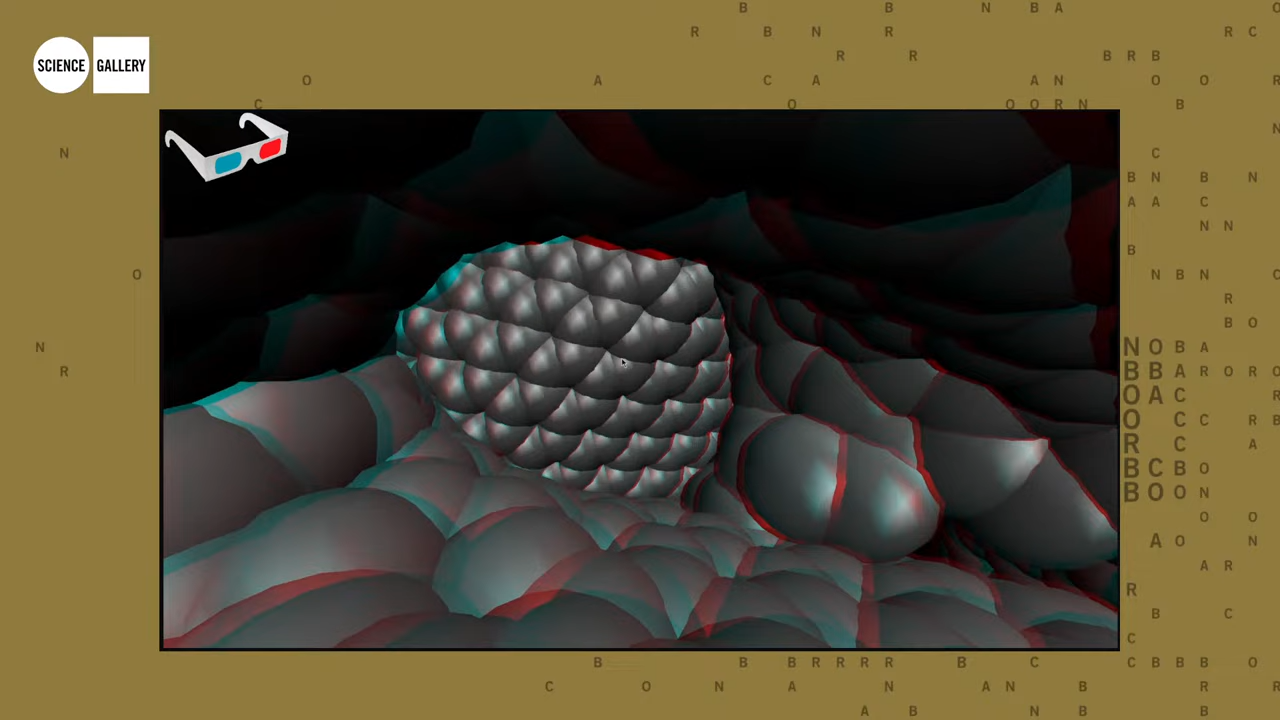 B B N B A O
R B N R R C
SCIENCE GALLERY
R R B R B
O A C A A N O O R
C O O O R N B
N
N C
B N B N
A A C
N N
B
O N B N C
R
B O
N N O B A
R B B A R O R O
O A C R
O C C R B
R C A
B C B O
B O O N
O O
A O N
A R
R
B C
C
B B B R R R R B C C B B B O
C O N A N A N B R R
A B N B B